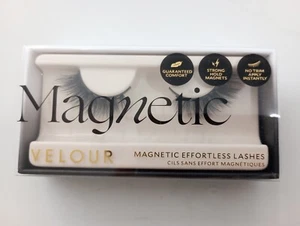 GUARANTEED
COMFORT
STRONG
HOLD
MAGNETS
NO TRIM
APPLY
INSTANTLY
Magnetic
VELOUR
MAGNETIC EFFORTLESS LASHES
CILS SANS EFFORT MAGNÉTIQUES